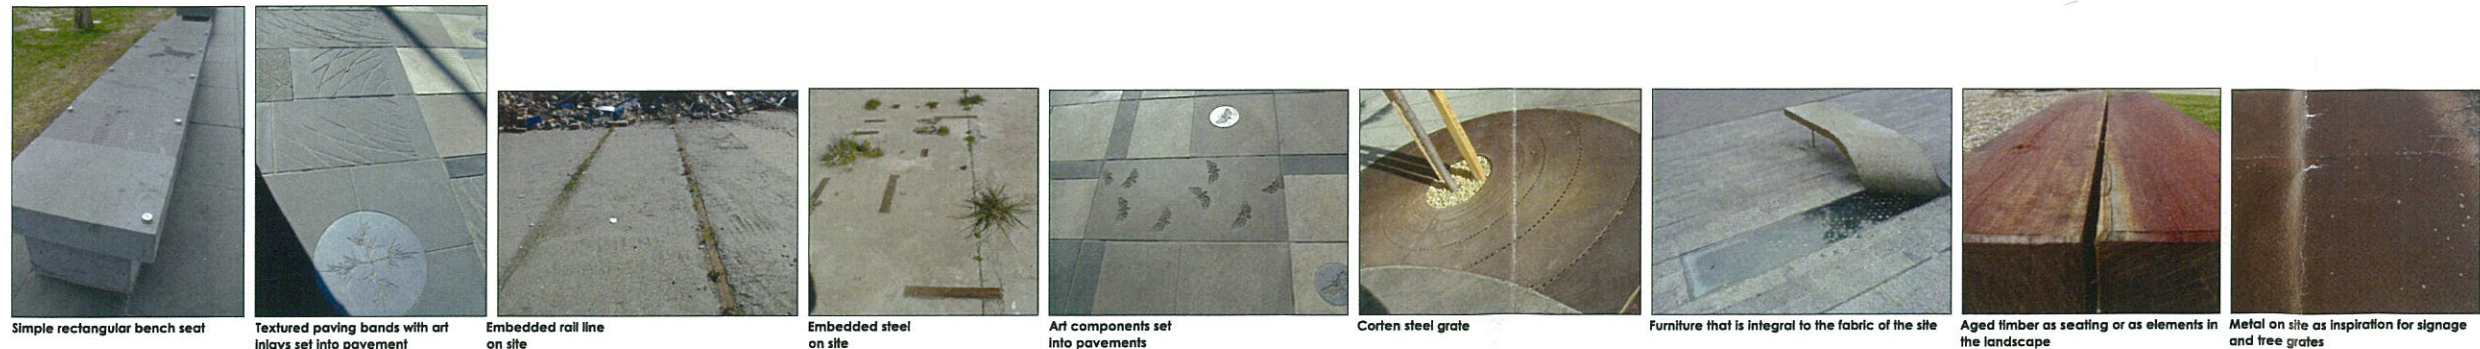 Simple rectangular bench seat
Textured paving bands with art
inlays set into pavement
Embedded rail line
on site
Embedded steel
on site
Art components set
into pavements
Corten steel grate
Furniture that is integral to the fabric of the site
Aged timber as seating or as elements in
the landscape
Metal on site as inspiration for signage
and tree grates